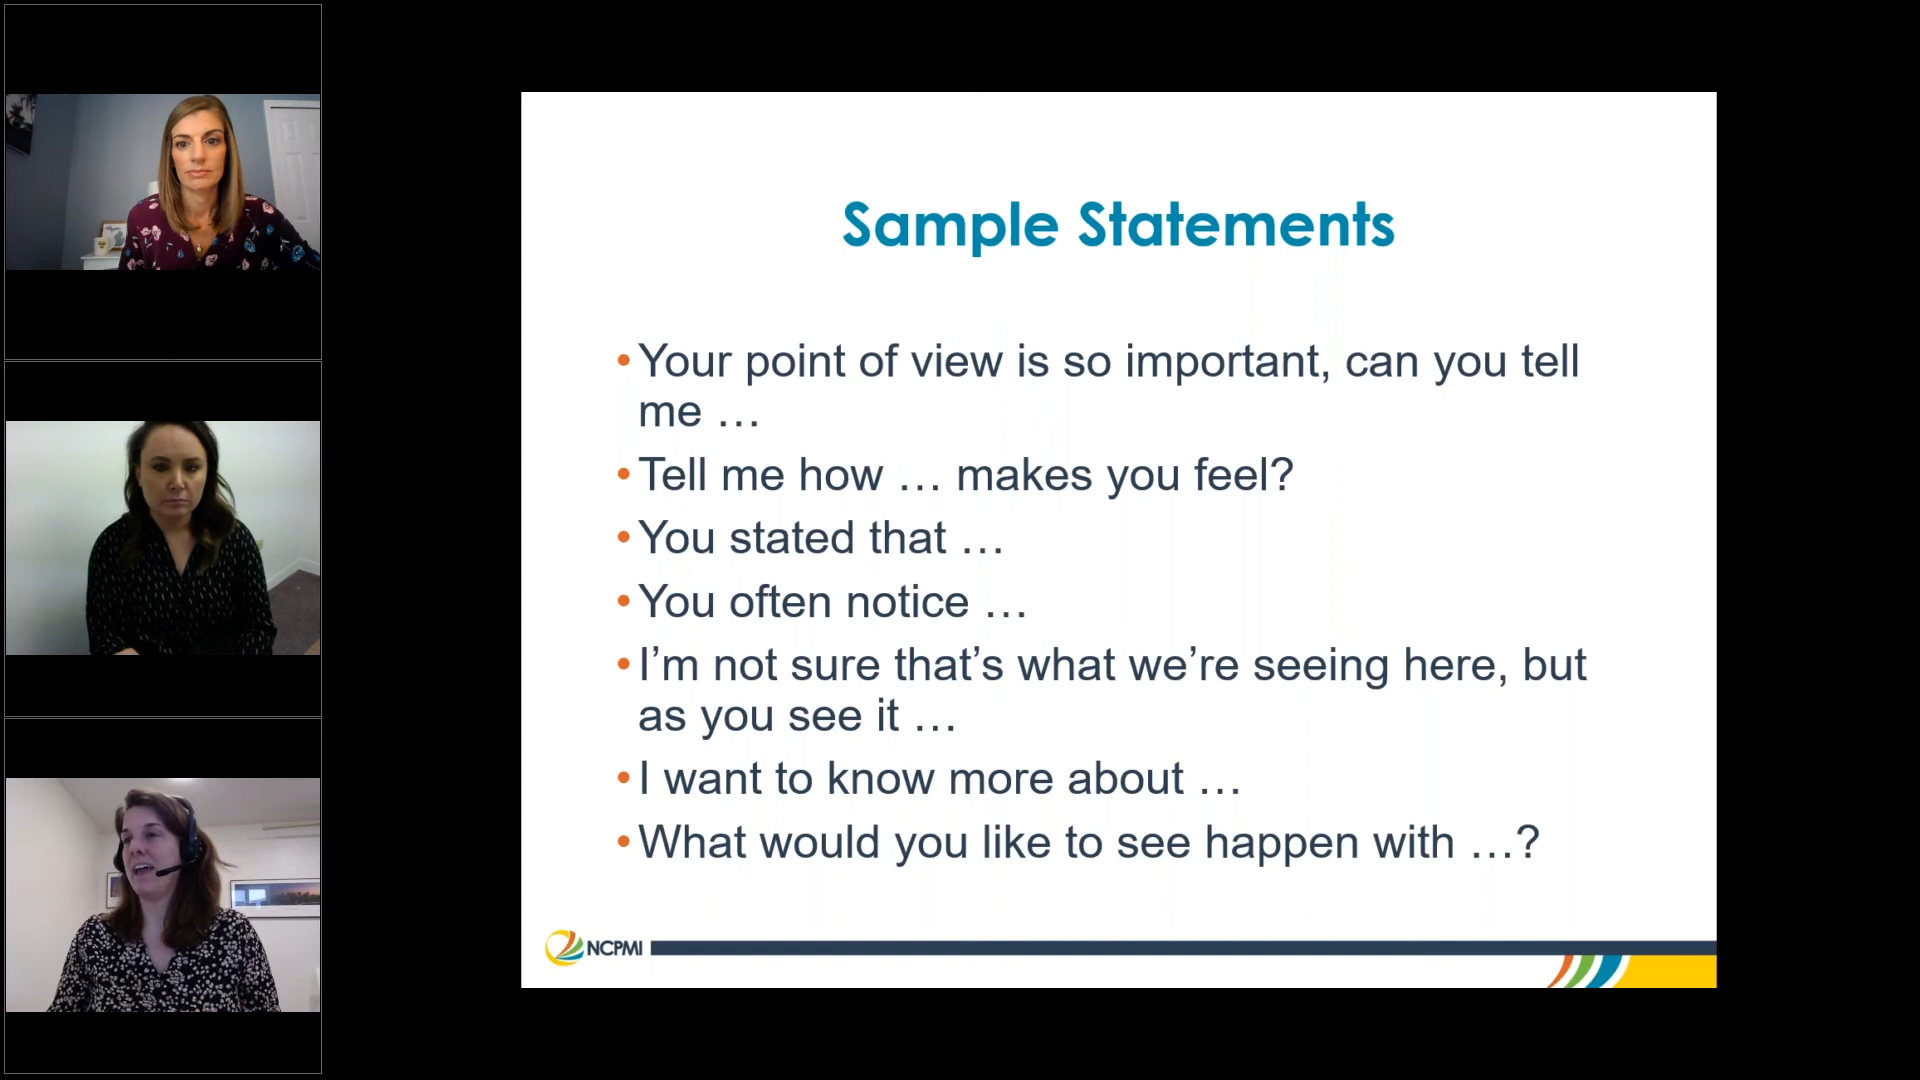 Sample Statements
•Your point of view is so important, can you tell
me …
•Tell me how … makes you feel?
•You stated that …
•You often notice …
•I’m not sure that’s what we’re seeing here, but
as you see it …
•I want to know more about …
•What would you like to see happen with …?
NCPMI